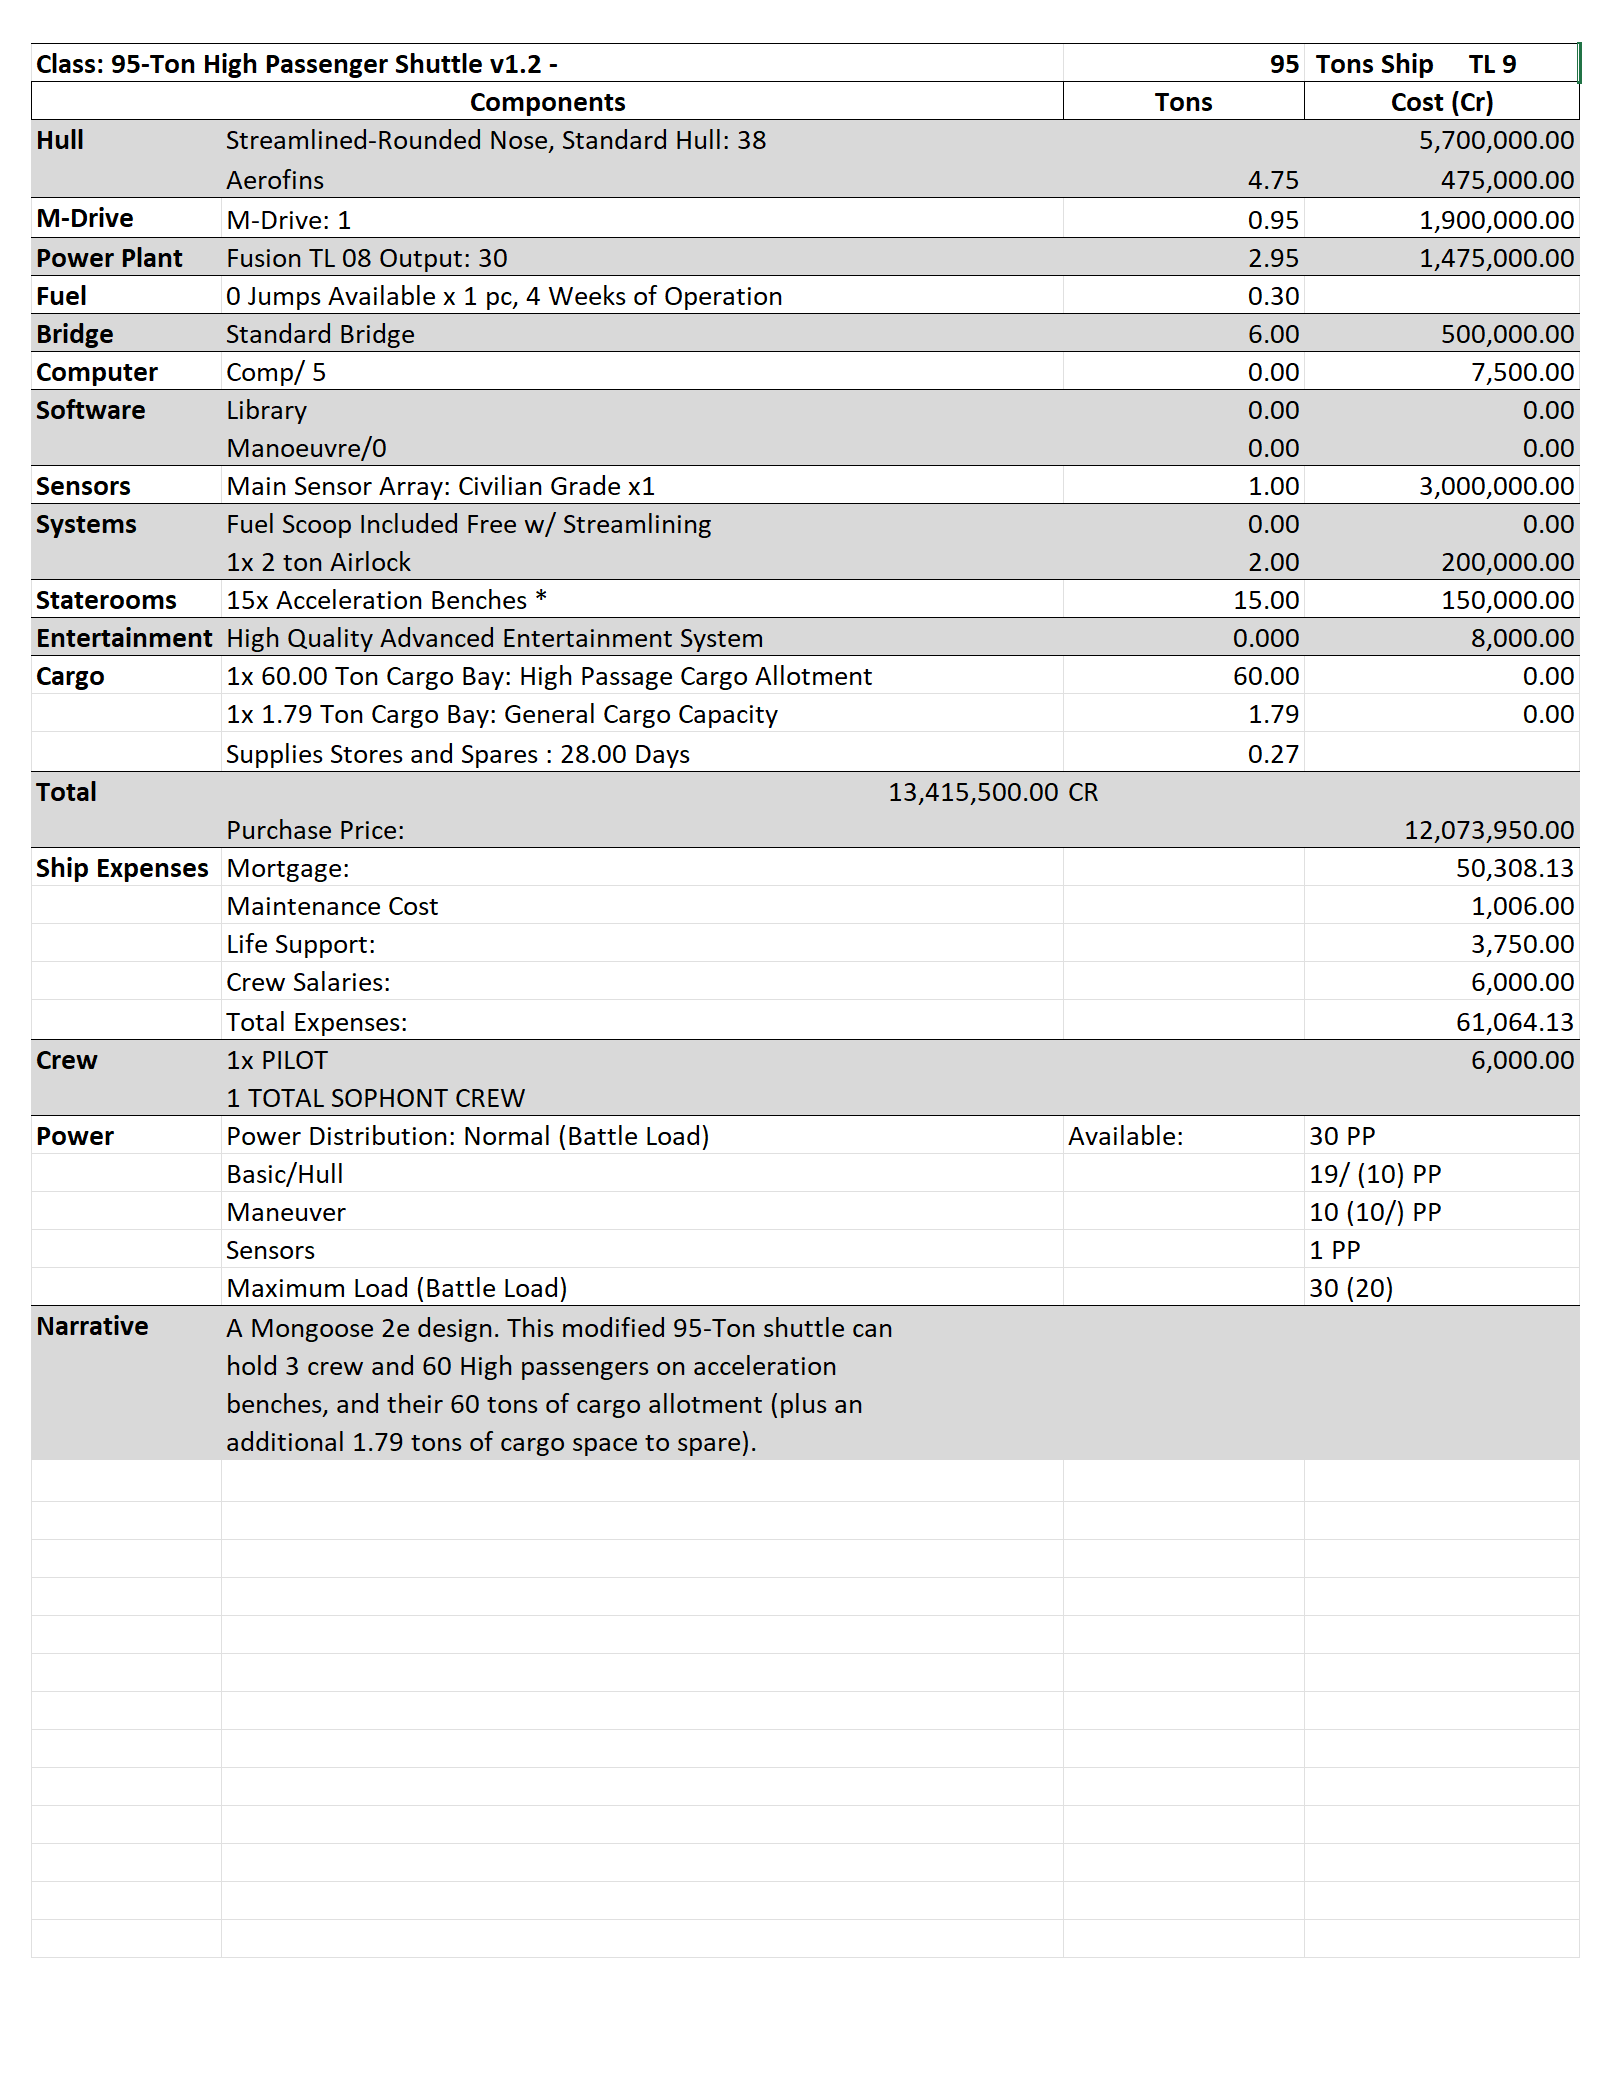 Class: 95-Ton High Passenger Shuttle v1.2 - 95 Tons Ship TL 9
Components Tons Cost (Cr)
Hull Streamlined-Rounded Nose, Standard Hull: 38 5,700,000.00
Aerofins 4.75 475,000.00
M-Drive M-Drive: 1 0.95 1,900,000.00
Power Plant Fusion TL 08 Output: 30 2.95 1,475,000.00
Fuel 0 Jumps Available x 1 pc, 4 Weeks of Operation 0.30
Bridge Standard Bridge 6.00 500,000.00
Computer Comp/ 5 0.00 7,500.00
Software Library 0.00 0.00
Manoeuvre/0 0.00 0.00
Sensors Main Sensor Array: Civilian Grade x1 1.00 3,000,000.00
Systems Fuel Scoop Included Free w/ Streamlining 0.00 0.00
1x 2 ton Airlock 2.00 200,000.00
Staterooms 15x Acceleration Benches * 15.00 150,000.00
Entertainment High Quality Advanced Entertainment System 0.000 8,000.00
Cargo 1x 60.00 Ton Cargo Bay: High Passage Cargo Allotment 60.00 0.00
1x 1.79 Ton Cargo Bay: General Cargo Capacity 1.79 0.00
Supplies Stores and Spares : 28.00 Days 0.27
Total 13,415,500.00 CR
Purchase Price: 12,073,950.00
Ship Expenses Mortgage: 50,308.13
Maintenance Cost 1,006.00
Life Support: 3,750.00
Crew Salaries: 6,000.00
Total Expenses: 61,064.13
Crew 1x PILOT 6,000.00
1 TOTAL SOPHONT CREW
Power Power Distribution: Normal (Battle Load) Available: 30 PP
Basic/Hull 19/ (10) PP
Maneuver 10 (10/) PP
Sensors 1 PP
Maximum Load (Battle Load) 30 (20)
Narrative A Mongoose 2e design. This modified 95-Ton shuttle can
hold 3 crew and 60 High passengers on acceleration
benches, and their 60 tons of cargo allotment (plus an
additional 1.79 tons of cargo space to spare).